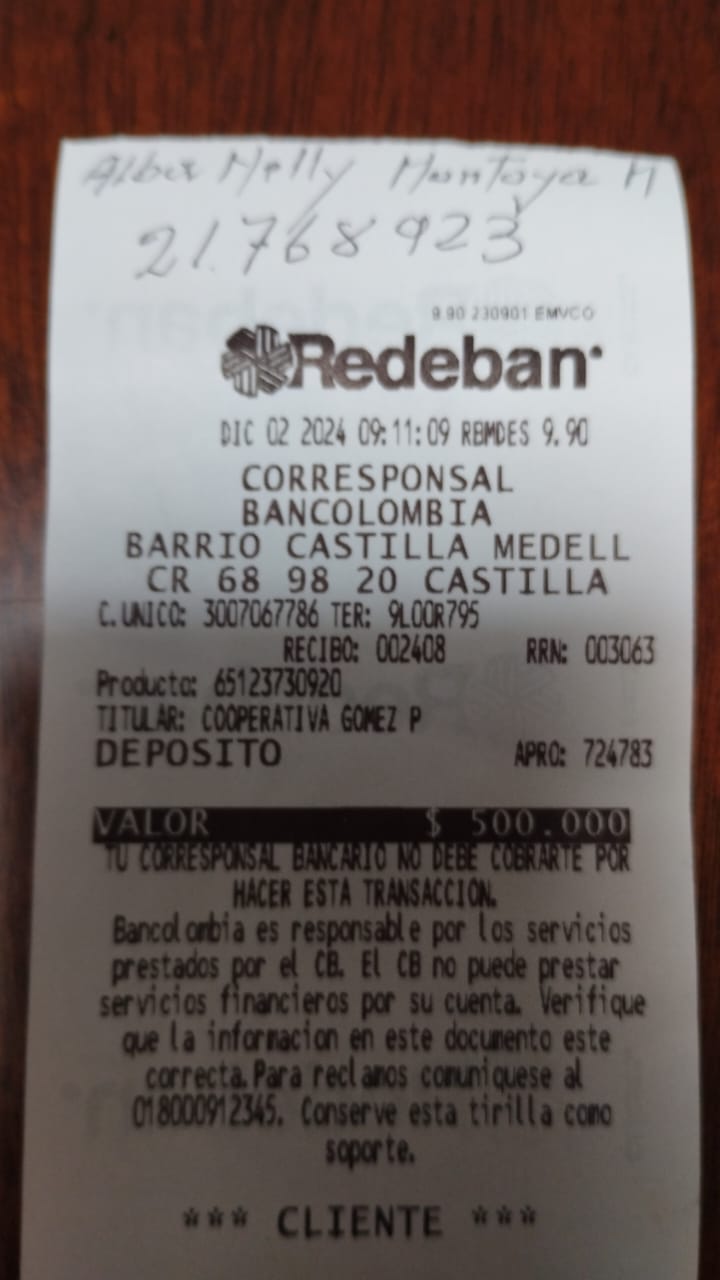 Alba Nelly Montoya M
21.768923
9.90 230901 EMVCO
Redeban
DIC 02 2024 09:11:09 RBMDES 9.90
CORRESPONSAL
BANCOLOMBIA
BARRIO CASTILLA MEDELL
CR 68 98 20 CASTILLA
C.UNICO: 3007067786 TER: 9LOOR795
RECIBO: 002408 RRN: 003063
Producto: 65123730920
TITULAR: COOPERATIVA GOMEZ P
DEPOSITO APRO: 724783
VALOR $ 500.000
TU CORRESPONSAL BANCARIO NO DEBE COBRARTE POR
HACER ESTA TRANSACCION.
Bancolombia es responsable por los servicios
prestados por el CB. El CB no puede prestar
servicios financieros por su cuenta. Verifique
que la informacion en este documento este
correcta.Para reclamos comuniquese al
018000912345. Conserve esta tirilla como
soporte.
*** CLIENTE ***